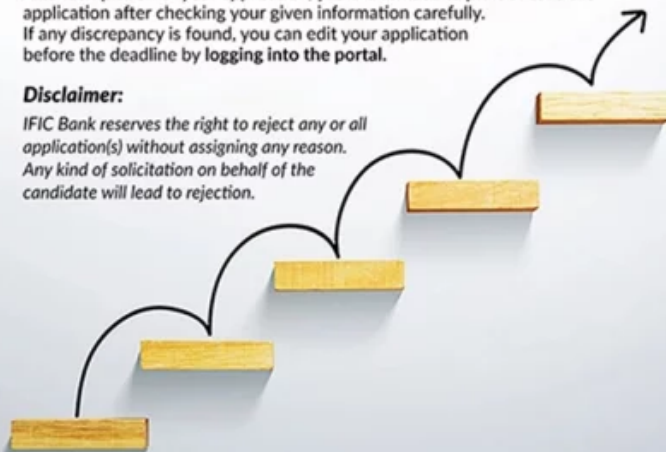 application after checking your given information carefully.
If any discrepancy is found, you can edit your application
before the deadline by logging into the portal.
Disclaimer:
IFIC Bank reserves the right to reject any or all
application(s) without assigning any reason.
Any kind of solicitation on behalf of the
candidate will lead to rejection.